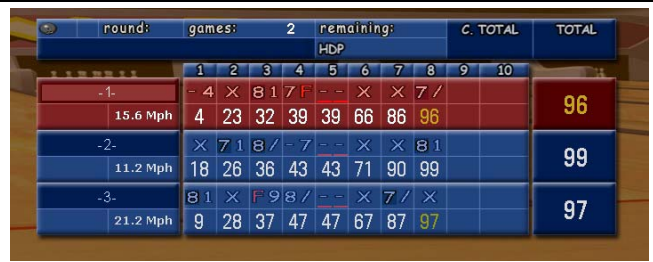 round: games: 2 remaining: C. TOTAL TOTAL
HDP
1 2 3 4 5 6 7 8 9 10
-1- - 4 X 8 1 7 F - - X X 7 /
15.6 Mph 4 23 32 39 39 66 86 96 96
-2- X 7 1 8 / - 7 - - X X 8 1
11.2 Mph 18 26 36 43 43 71 90 99 99
-3- 8 1 X F 9 8 / - - X 7 / X
21.2 Mph 9 28 37 47 47 67 87 97 97